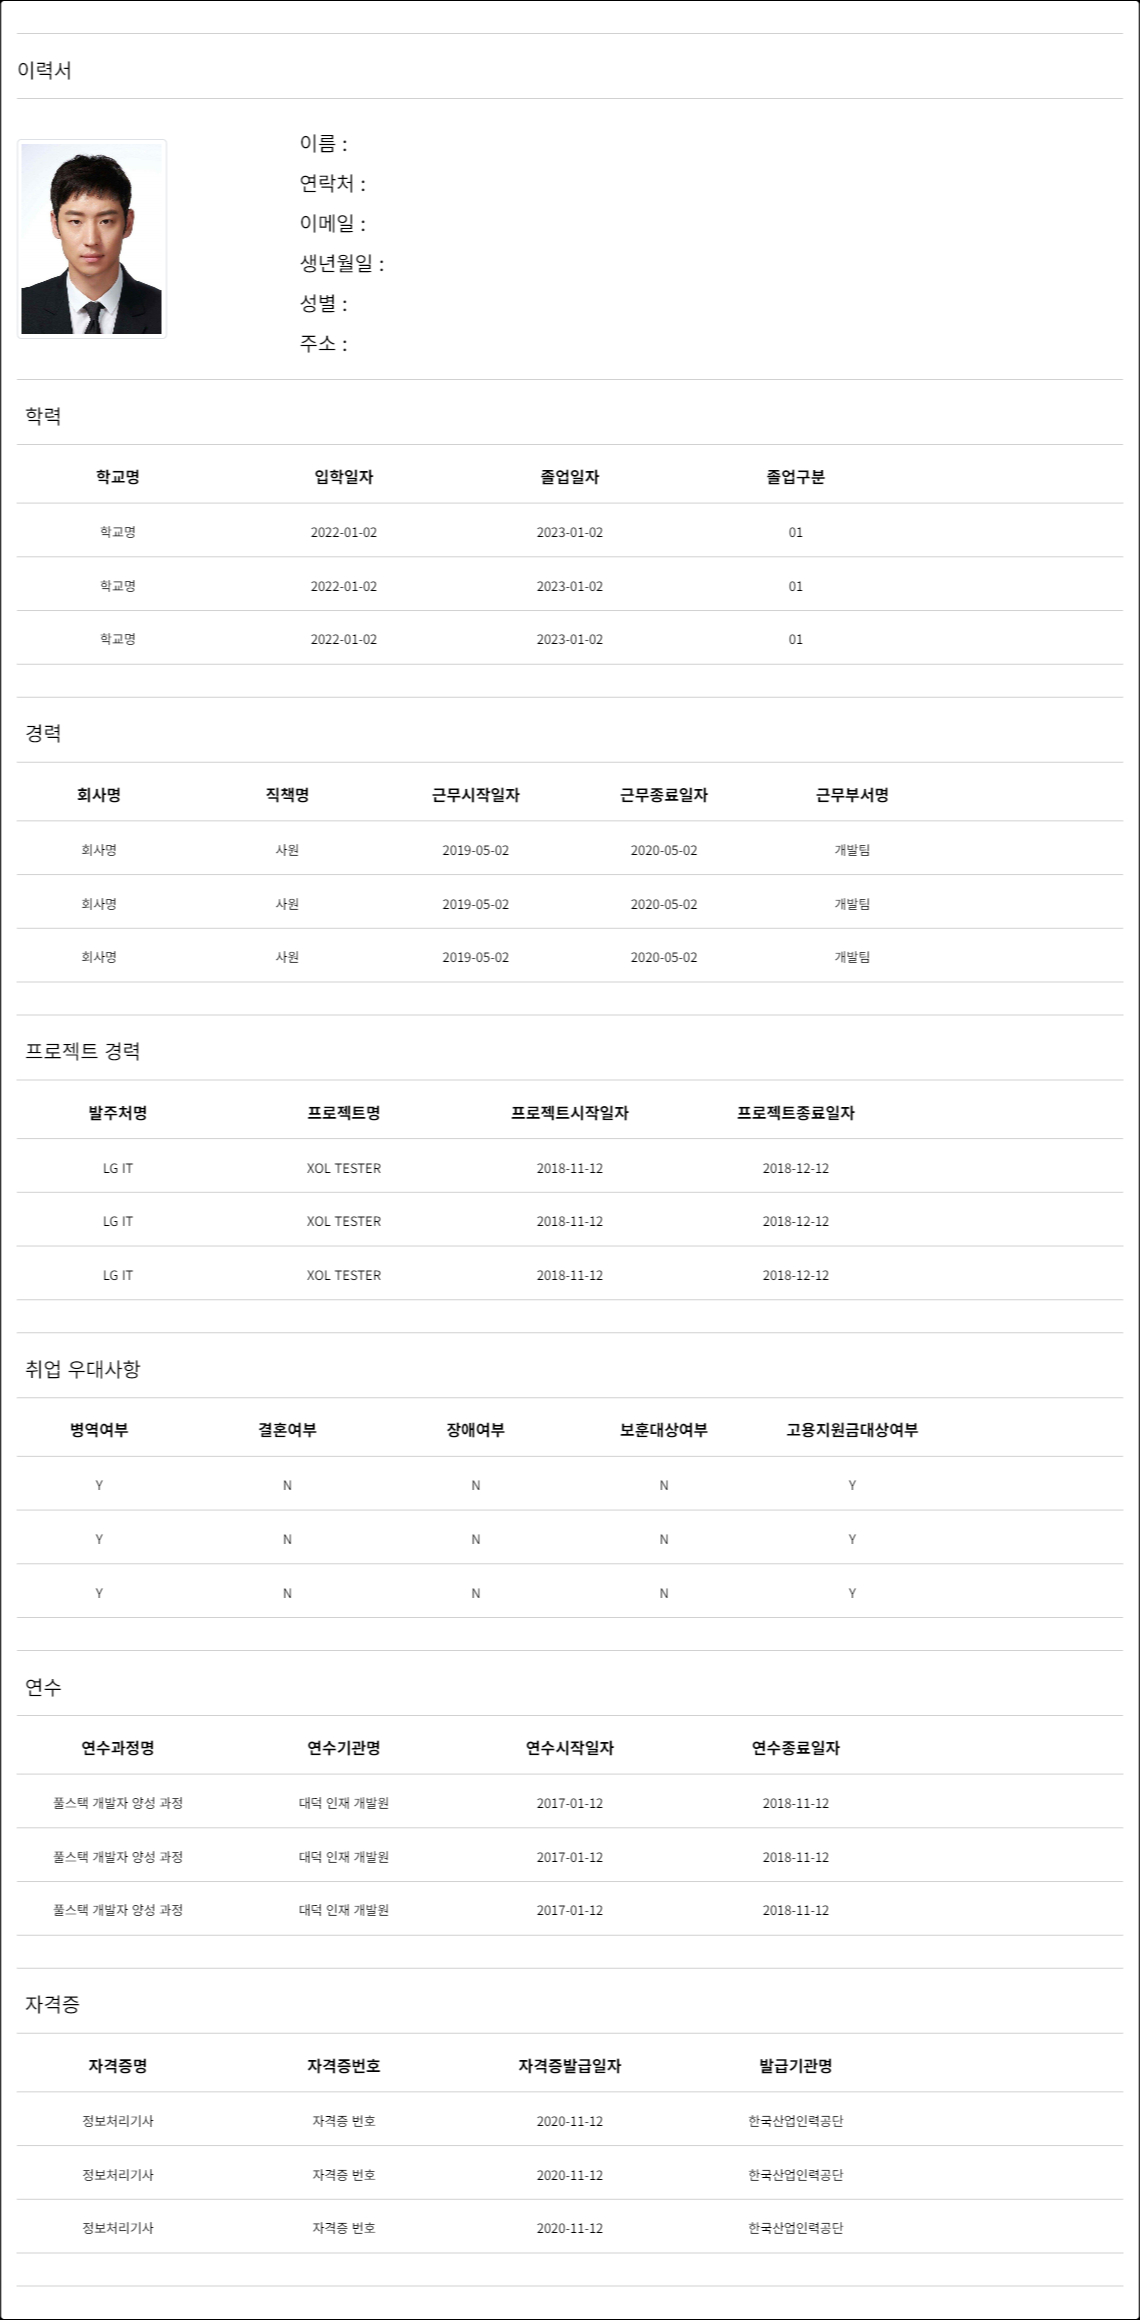 이력서
이름 :
연락처 :
이메일 :
생년월일 :
성별 :
주소 :
학력
학교명 입학일자 졸업일자 졸업구분
학교명 2022-01-02 2023-01-02 01
학교명 2022-01-02 2023-01-02 01
학교명 2022-01-02 2023-01-02 01
경력
회사명 직책명 근무시작일자 근무종료일자 근무부서명
회사명 사원 2019-05-02 2020-05-02 개발팀
회사명 사원 2019-05-02 2020-05-02 개발팀
회사명 사원 2019-05-02 2020-05-02 개발팀
프로젝트 경력
발주처명 프로젝트명 프로젝트시작일자 프로젝트종료일자
LG IT XOL TESTER 2018-11-12 2018-12-12
LG IT XOL TESTER 2018-11-12 2018-12-12
LG IT XOL TESTER 2018-11-12 2018-12-12
취업 우대사항
병역여부 결혼여부 장애여부 보훈대상여부 고용지원금대상여부
Y N N N Y
Y N N N Y
Y N N N Y
연수
연수과정명 연수기관명 연수시작일자 연수종료일자
풀스택 개발자 양성 과정 대덕 인재 개발원 2017-01-12 2018-11-12
풀스택 개발자 양성 과정 대덕 인재 개발원 2017-01-12 2018-11-12
풀스택 개발자 양성 과정 대덕 인재 개발원 2017-01-12 2018-11-12
자격증
자격증명 자격증번호 자격증발급일자 발급기관명
정보처리기사 자격증 번호 2020-11-12 한국산업인력공단
정보처리기사 자격증 번호 2020-11-12 한국산업인력공단
정보처리기사 자격증 번호 2020-11-12 한국산업인력공단